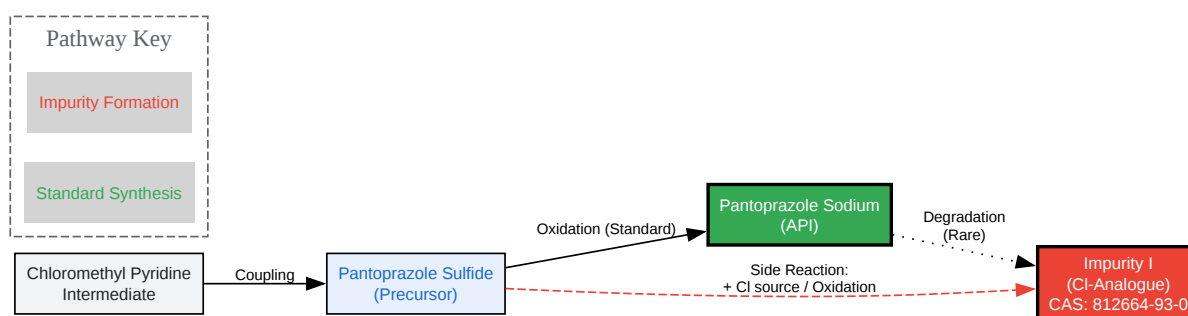 Pathway Key
Impurity Formation
Standard Synthesis
Chloromethyl Pyridine
Intermediate
Coupling
Pantoprazole Sulfide
(Precursor)
Oxidation (Standard)
Pantoprazole Sodium
(API)
Degradation
(Rare)
Side Reaction:
+ Cl source / Oxidation
Impurity I
(Cl-Analogue)
CAS: 812664-93-0